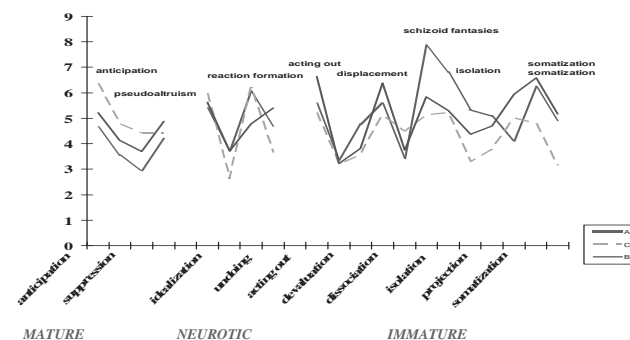 9
8
7
6
5
4
3
2
1
0
schizoid fantasies
acting out
somatization
anticipation
displacement
isolation
somatization
reaction formation
pseudoaltruism
A
C
B
anticipation
suppression
idealization
undoing
acting out
devaluation
dissociation
isolation
projection
somatization
MATURE
NEUROTIC
IMMATURE